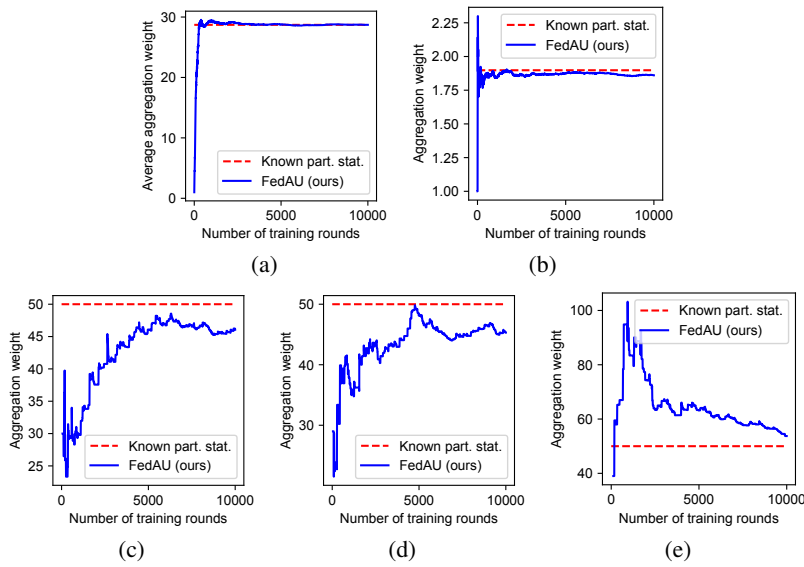 Average aggregation weight
30
20
10
0
Known part. stat.
FedAU (ours)
0
5000
10000
Number of training rounds
(a)
Aggregation weight
2.25
2.00
1.75
1.50
1.25
1.00
Known part. stat.
FedAU (ours)
0
5000
10000
Number of training rounds
(b)
Aggregation weight
50
45
40
35
30
25
Known part. stat.
FedAU (ours)
0
5000
10000
Number of training rounds
(c)
Aggregation weight
50
40
30
Known part. stat.
FedAU (ours)
0
5000
10000
Number of training rounds
(d)
Aggregation weight
100
80
60
40
Known part. stat.
FedAU (ours)
0
5000
10000
Number of training rounds
(e)